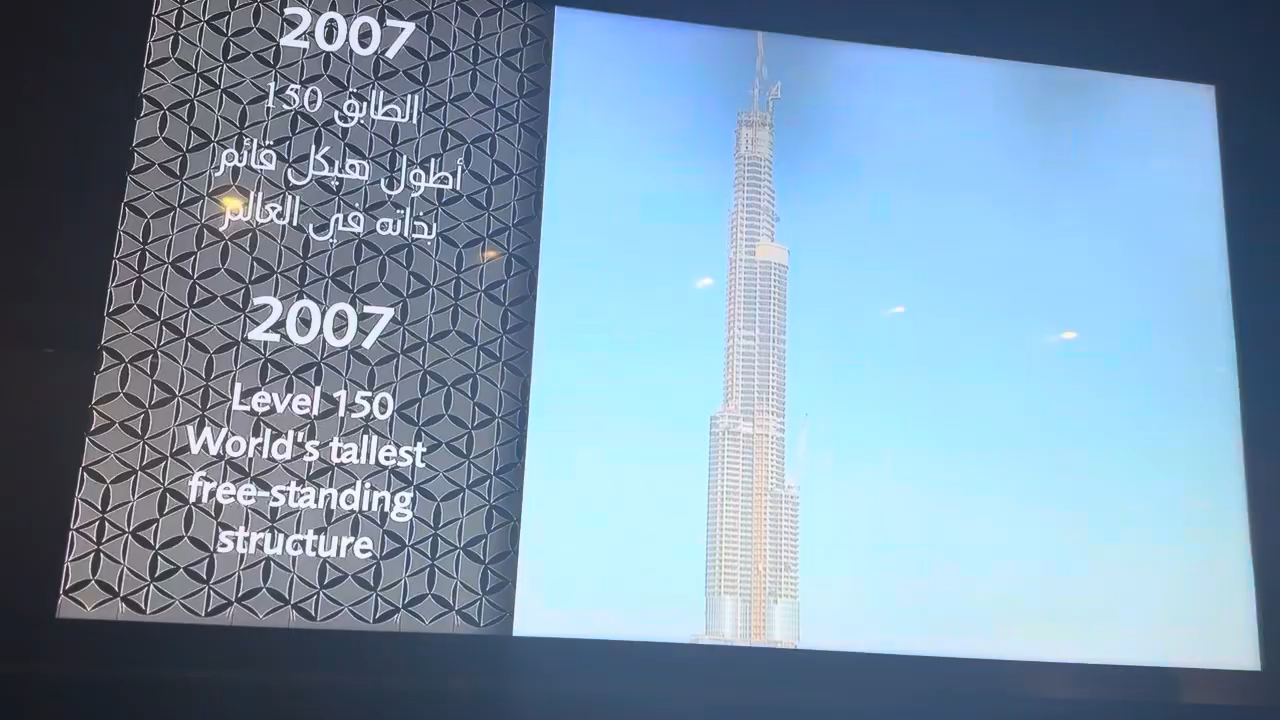 2007
الطابق 150
أطول هيكل قائم
بذاته في العالم
2007
Level 150
World's tallest
free-standing
structure